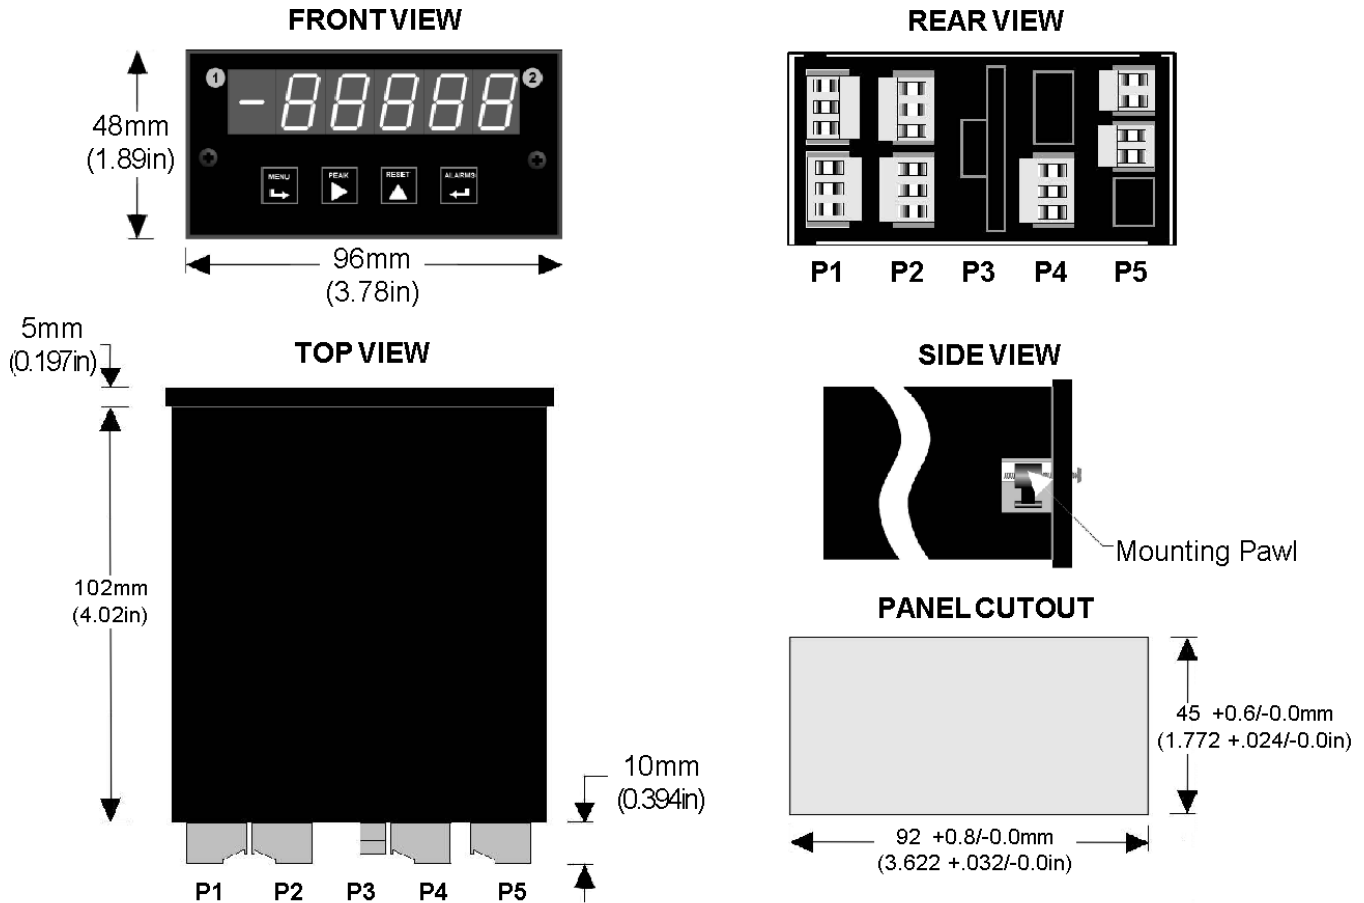 FRONT VIEW
1
2
-88888
48mm
(1.89in)
MENU
PEAK
RESET
ALARMS
96mm
(3.78in)
REAR VIEW
P1 P2 P3 P4 P5
5mm
(0.197in)
TOP VIEW
102mm
(4.02in)
10mm
(0.394in)
P1 P2 P3 P4 P5
SIDE VIEW
Mounting Pawl
PANEL CUTOUT
45 +0.6/-0.0mm
(1.772 +.024/-0.0in)
92 +0.8/-0.0mm
(3.622 +.032/-0.0in)